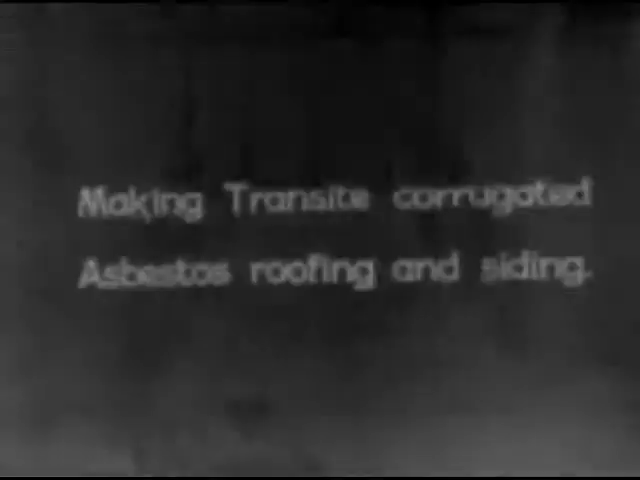 Making Transite corrugated
Asbestos roofing and siding.